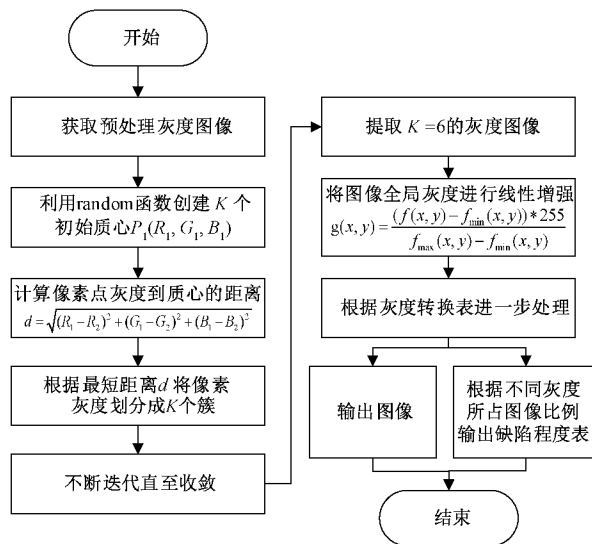 开始
获取预处理灰度图像
利用random函数创建 K 个
初始质心P₁(R₁, G₁, B₁)
计算像素点灰度到质心的距离
d=√((R₁−R₂)²+(G₁−G₂)²+(B₁−B₂)²)
根据最短距离d 将像素
灰度划分成K个簇
不断迭代直至收敛
提取 K =6的灰度图像
将图像全局灰度进行线性增强
g(x, y)=(f(x, y)−f_min(x, y))*255/f_max(x, y)−f_min(x, y)
根据灰度转换表进一步处理
输出图像
根据不同灰度
所占图像比例
输出缺陷程度表
结束